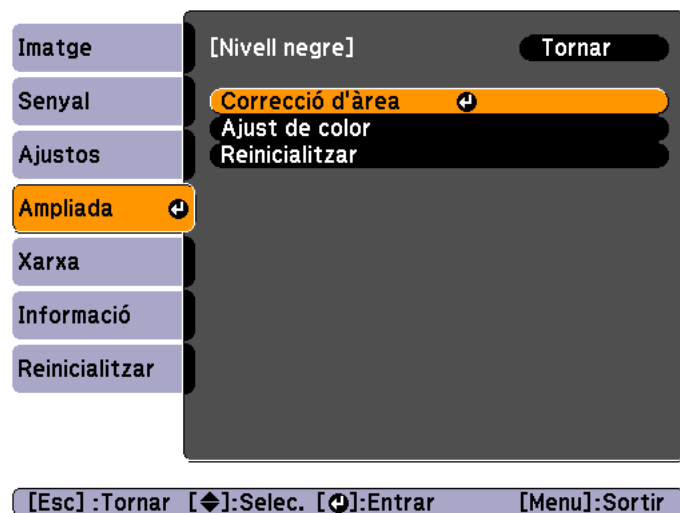 Imatge
Senyal
Ajustos
Ampliada
Xarxa
Informació
Reinicialitzar
[Nivell negre] Tornar
Correcció d'àrea
Ajust de color
Reinicialitzar
[Esc] :Tornar [◆]:Selec. [⏎]:Entrar [Menu]:Sortir